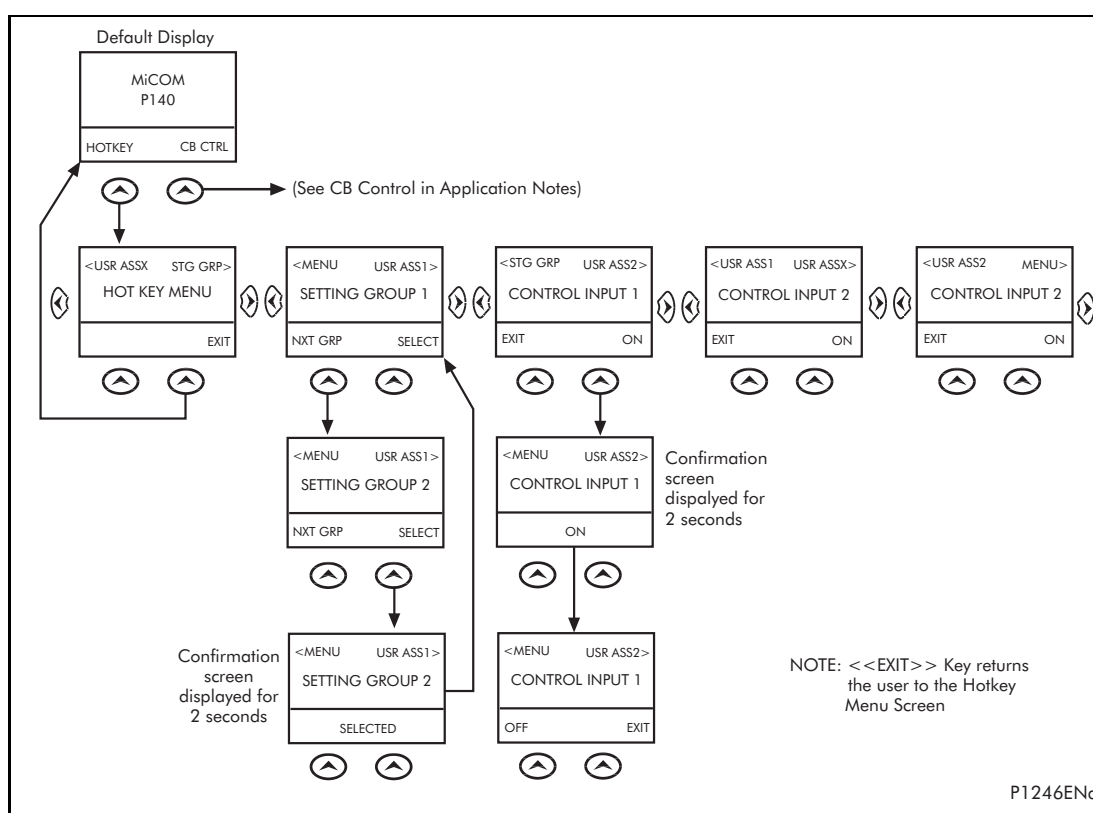 Default Display
MiCOM
P140
HOTKEY CB CTRL
(See CB Control in Application Notes)
<USR ASSX STG GRP>
HOT KEY MENU
EXIT
<MENU USR ASS1>
SETTING GROUP 1
NXT GRP SELECT
<STG GRP USR ASS2>
CONTROL INPUT 1
EXIT ON
<USR ASS1 USR ASSX>
CONTROL INPUT 2
EXIT ON
<USR ASS2 MENU>
CONTROL INPUT 2
EXIT ON
<MENU USR ASS1>
SETTING GROUP 2
NXT GRP SELECT
<MENU USR ASS2>
CONTROL INPUT 1
ON
Confirmation
screen
dispalyed for
2 seconds
Confirmation
screen
displayed for
2 seconds
<MENU USR ASS1>
SETTING GROUP 2
SELECTED
<MENU USR ASS2>
CONTROL INPUT 1
OFF EXIT
NOTE: <<EXIT>> Key returns
the user to the Hotkey
Menu Screen
P1246ENa